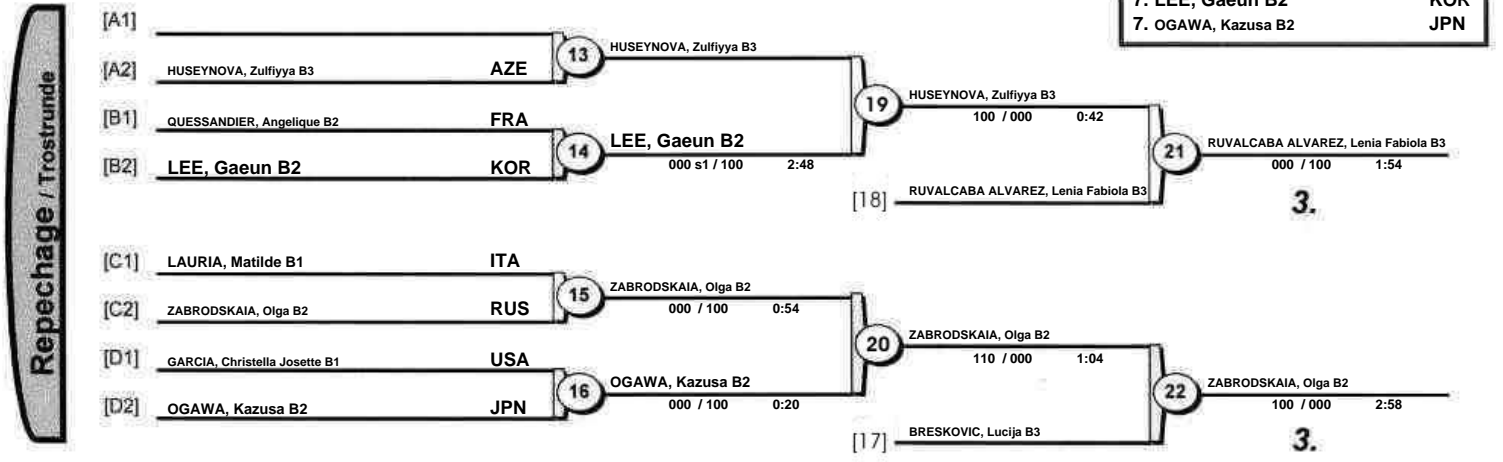 7. LEE, Gaeun B2 KOR
7. OGAWA, Kazusa B2 JPN
Repechage / Trostrunde
[A1]
[A2] HUSEYNOVA, Zulfiyya B3 AZE
13 HUSEYNOVA, Zulfiyya B3
[B1] QUESSANDIER, Angelique B2 FRA
[B2] LEE, Gaeun B2 KOR
14 LEE, Gaeun B2
000 s1 / 100 2:48
19 HUSEYNOVA, Zulfiyya B3
100 / 000 0:42
[18] RUVALCABA ALVAREZ, Lenia Fabiola B3
21 RUVALCABA ALVAREZ, Lenia Fabiola B3
000 / 100 1:54
3.
[C1] LAURIA, Matilde B1 ITA
[C2] ZABRODSKAIA, Olga B2 RUS
15 ZABRODSKAIA, Olga B2
000 / 100 0:54
[D1] GARCIA, Christella Josette B1 USA
[D2] OGAWA, Kazusa B2 JPN
16 OGAWA, Kazusa B2
000 / 100 0:20
20 ZABRODSKAIA, Olga B2
110 / 000 1:04
[17] BRESKOVIC, Lucija B3
22 ZABRODSKAIA, Olga B2
100 / 000 2:58
3.